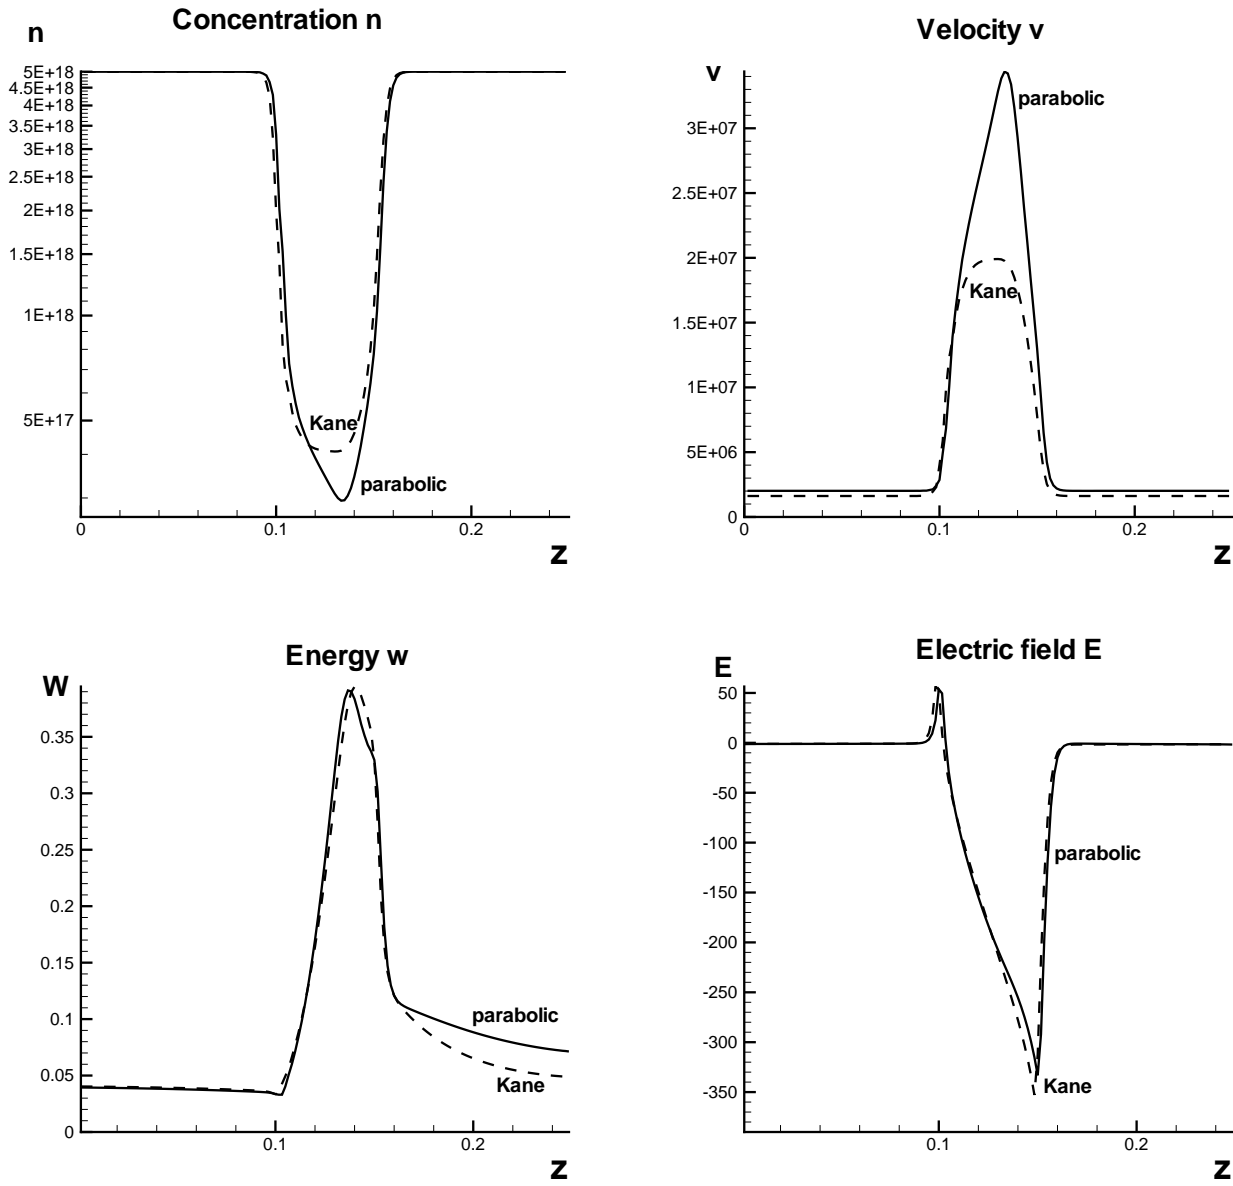 Concentration n
n
5E+18
4.5E+18
4E+18
3.5E+18
3E+18
2.5E+18
2E+18
1.5E+18
1E+18
5E+17
Kane
parabolic
0
0.1
0.2
z
Velocity v
v
3E+07
2.5E+07
2E+07
1.5E+07
1E+07
5E+06
0
parabolic
Kane
0.1
0.2
z
Energy w
W
0.35
0.3
0.25
0.2
0.15
0.1
0.05
0
parabolic
Kane
0.1
0.2
z
Electric field E
E
50
0
-50
-100
-150
-200
-250
-300
-350
parabolic
Kane
0.1
0.2
z